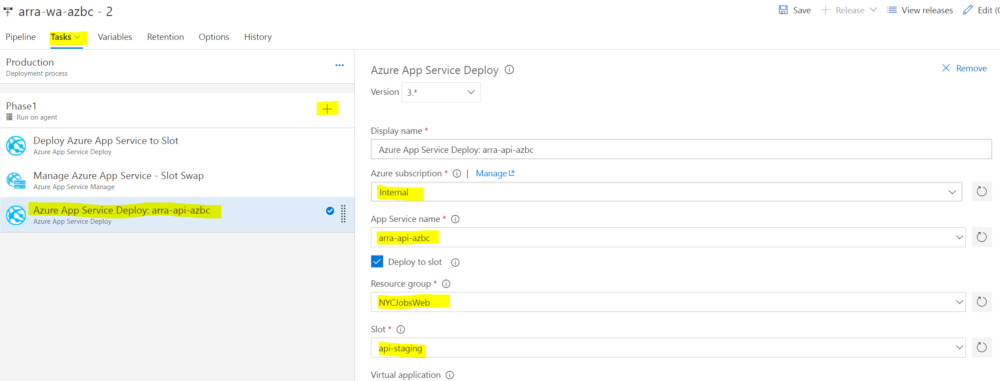 arra-wa-azbc - 2
Save
Release
View releases
Edit (
Pipeline
Tasks
Variables
Retention
Options
History
Production
Deployment process
Phase1
Run on agent
Deploy Azure App Service to Slot
Azure App Service Deploy
Manage Azure App Service - Slot Swap
Azure App Service Manage
Azure App Service Deploy: arra-api-azbc
Azure App Service Deploy
Azure App Service Deploy
Remove
Version 3.*
Display name *
Azure App Service Deploy: arra-api-azbc
Azure subscription * | Manage
Internal
App Service name *
arra-api-azbc
Deploy to slot
Resource group *
NYCJobsWeb
Slot *
api-staging
Virtual application